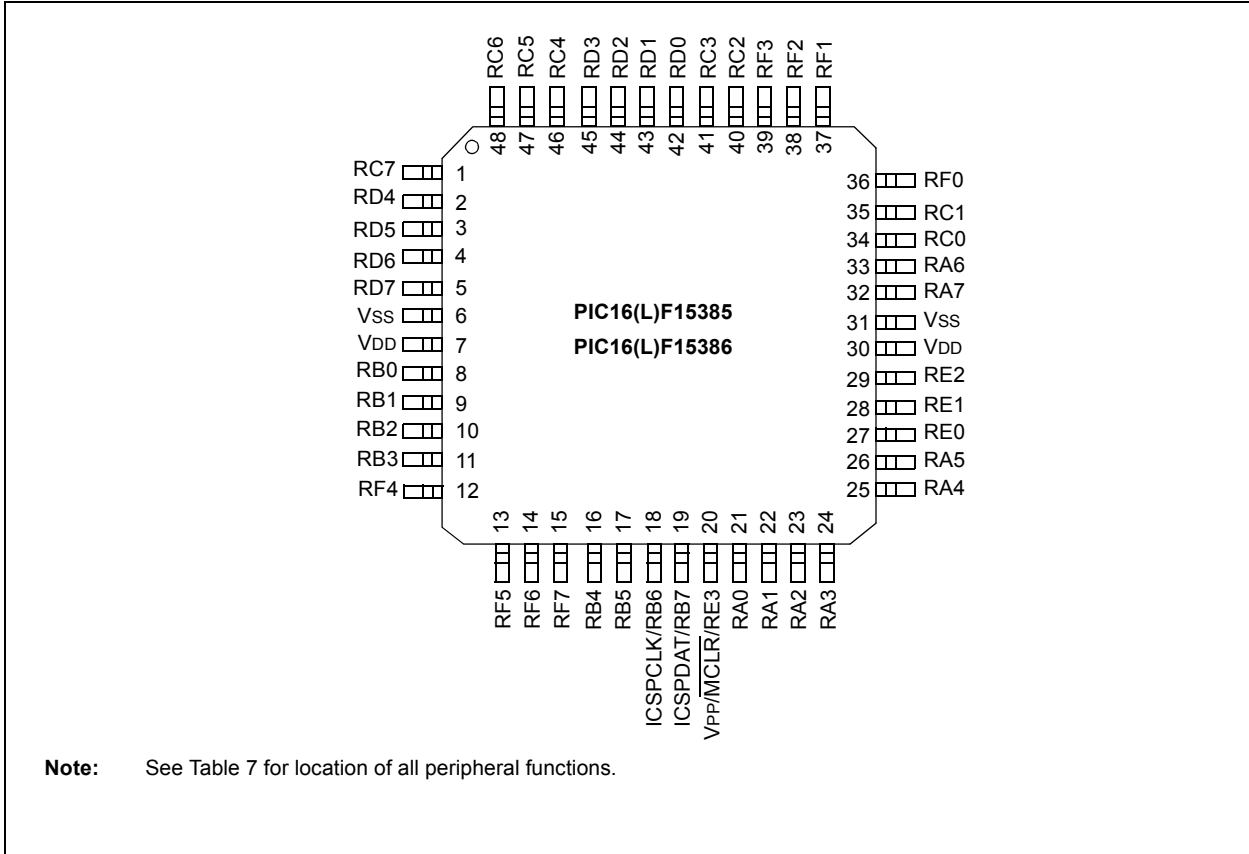 RC6
RC5
RC4
RD3
RD2
RD1
RD0
RC3
RC2
RF3
RF2
RF1
48
47
46
45
44
43
42
41
40
39
38
37
RC7 1
RD4 2
RD5 3
RD6 4
RD7 5
VSS 6
VDD 7
RB0 8
RB1 9
RB2 10
RB3 11
RF4 12
PIC16(L)F15385
PIC16(L)F15386
36 RF0
35 RC1
34 RC0
33 RA6
32 RA7
31 VSS
30 VDD
29 RE2
28 RE1
27 RE0
26 RA5
25 RA4
13
14
15
16
17
18
19
20
21
22
23
24
RF5
RF6
RF7
RB4
RB5
ICSPCLK/RB6
ICSPDAT/RB7
VPP/MCLR/RE3
RA0
RA1
RA2
RA3
Note: See Table 7 for location of all peripheral functions.